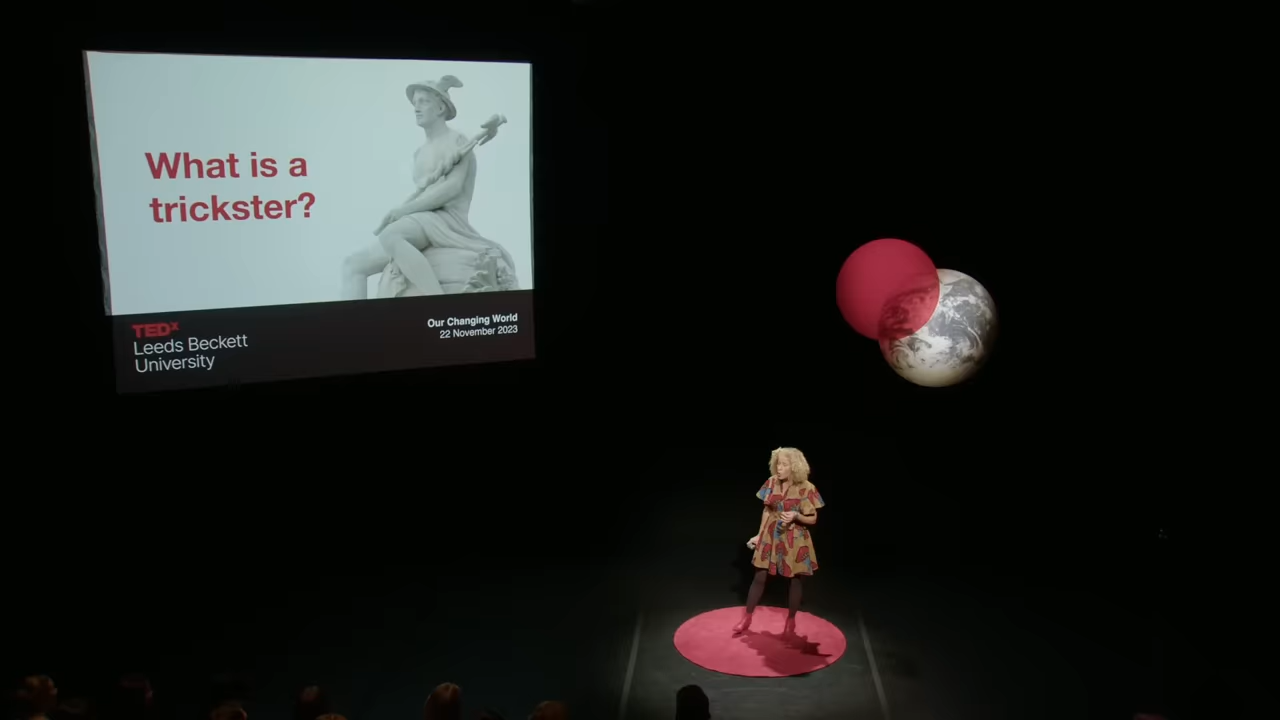 What is a
trickster?
TEDx
Leeds Beckett
University
Our Changing World
22 November 2023